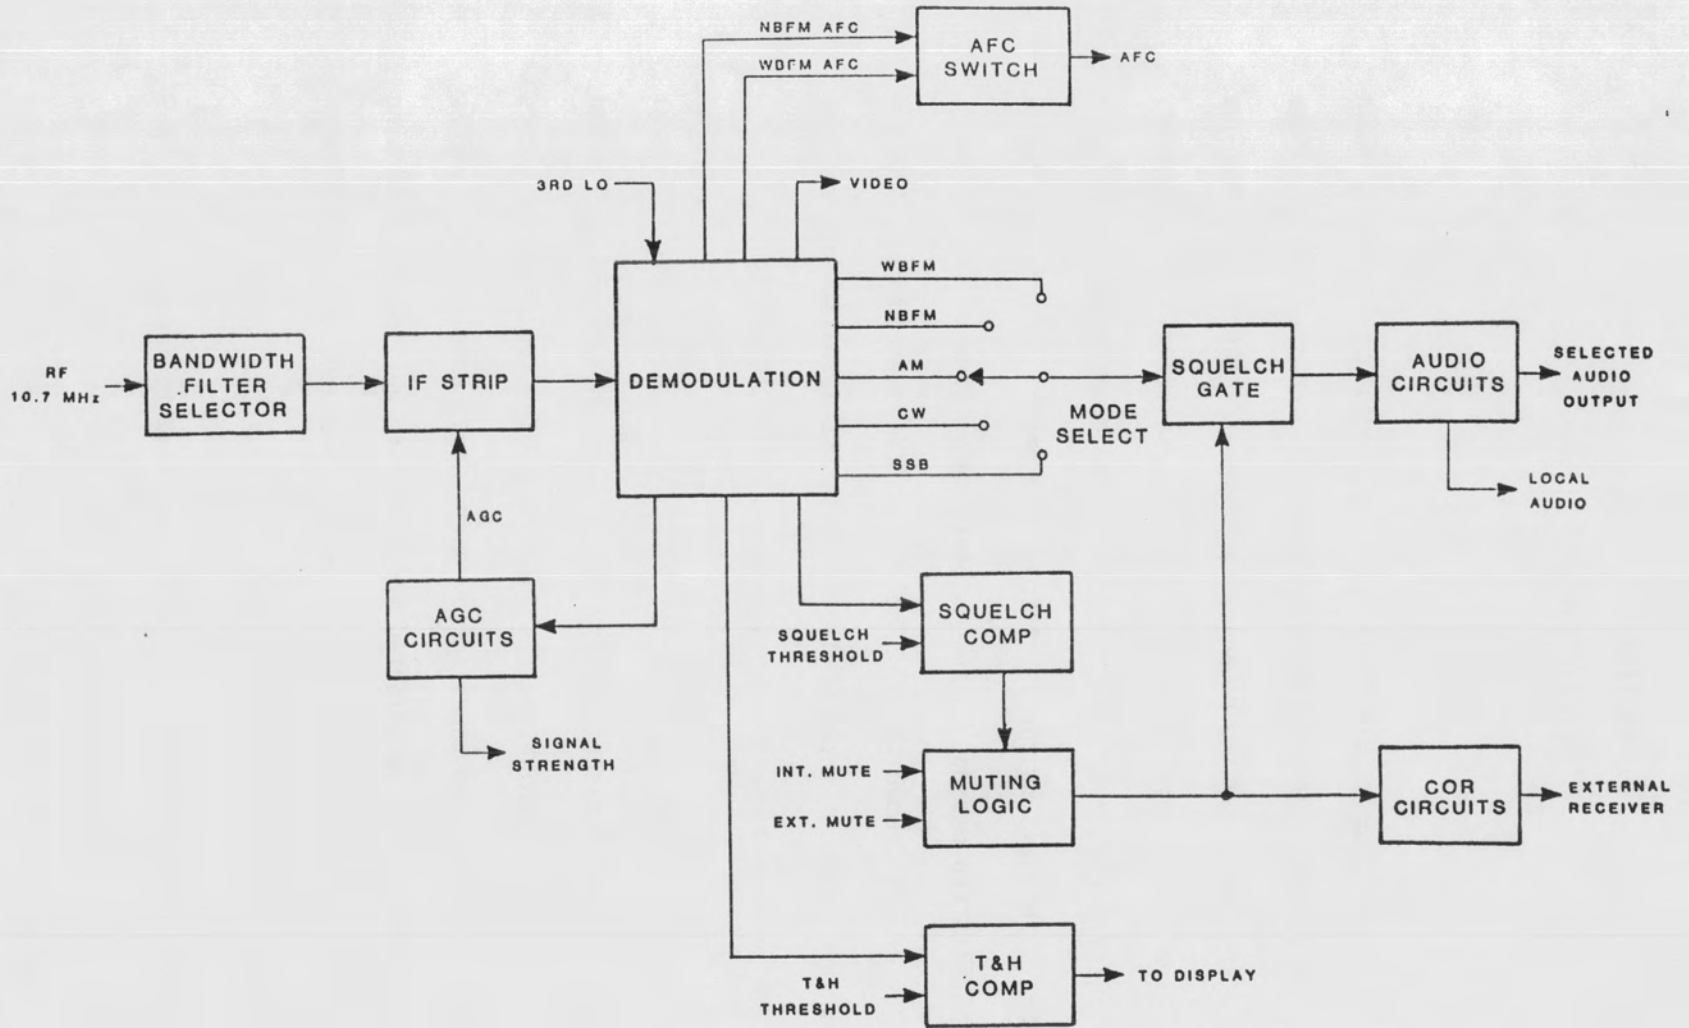 NBFM AFC
WBFM AFC
AFC
SWITCH
AFC
3RD LO
VIDEO
WBFM
NBFM
AM
CW
SSB
RF
10.7 MHz
BANDWIDTH
FILTER
SELECTOR
IF STRIP
DEMODULATION
MODE
SELECT
SQUELCH
GATE
AUDIO
CIRCUITS
SELECTED
AUDIO
OUTPUT
LOCAL
AUDIO
AGC
AGC
CIRCUITS
SIGNAL
STRENGTH
SQUELCH
THRESHOLD
SQUELCH
COMP
INT. MUTE
EXT. MUTE
MUTING
LOGIC
COR
CIRCUITS
EXTERNAL
RECEIVER
T&H
THRESHOLD
T&H
COMP
TO DISPLAY